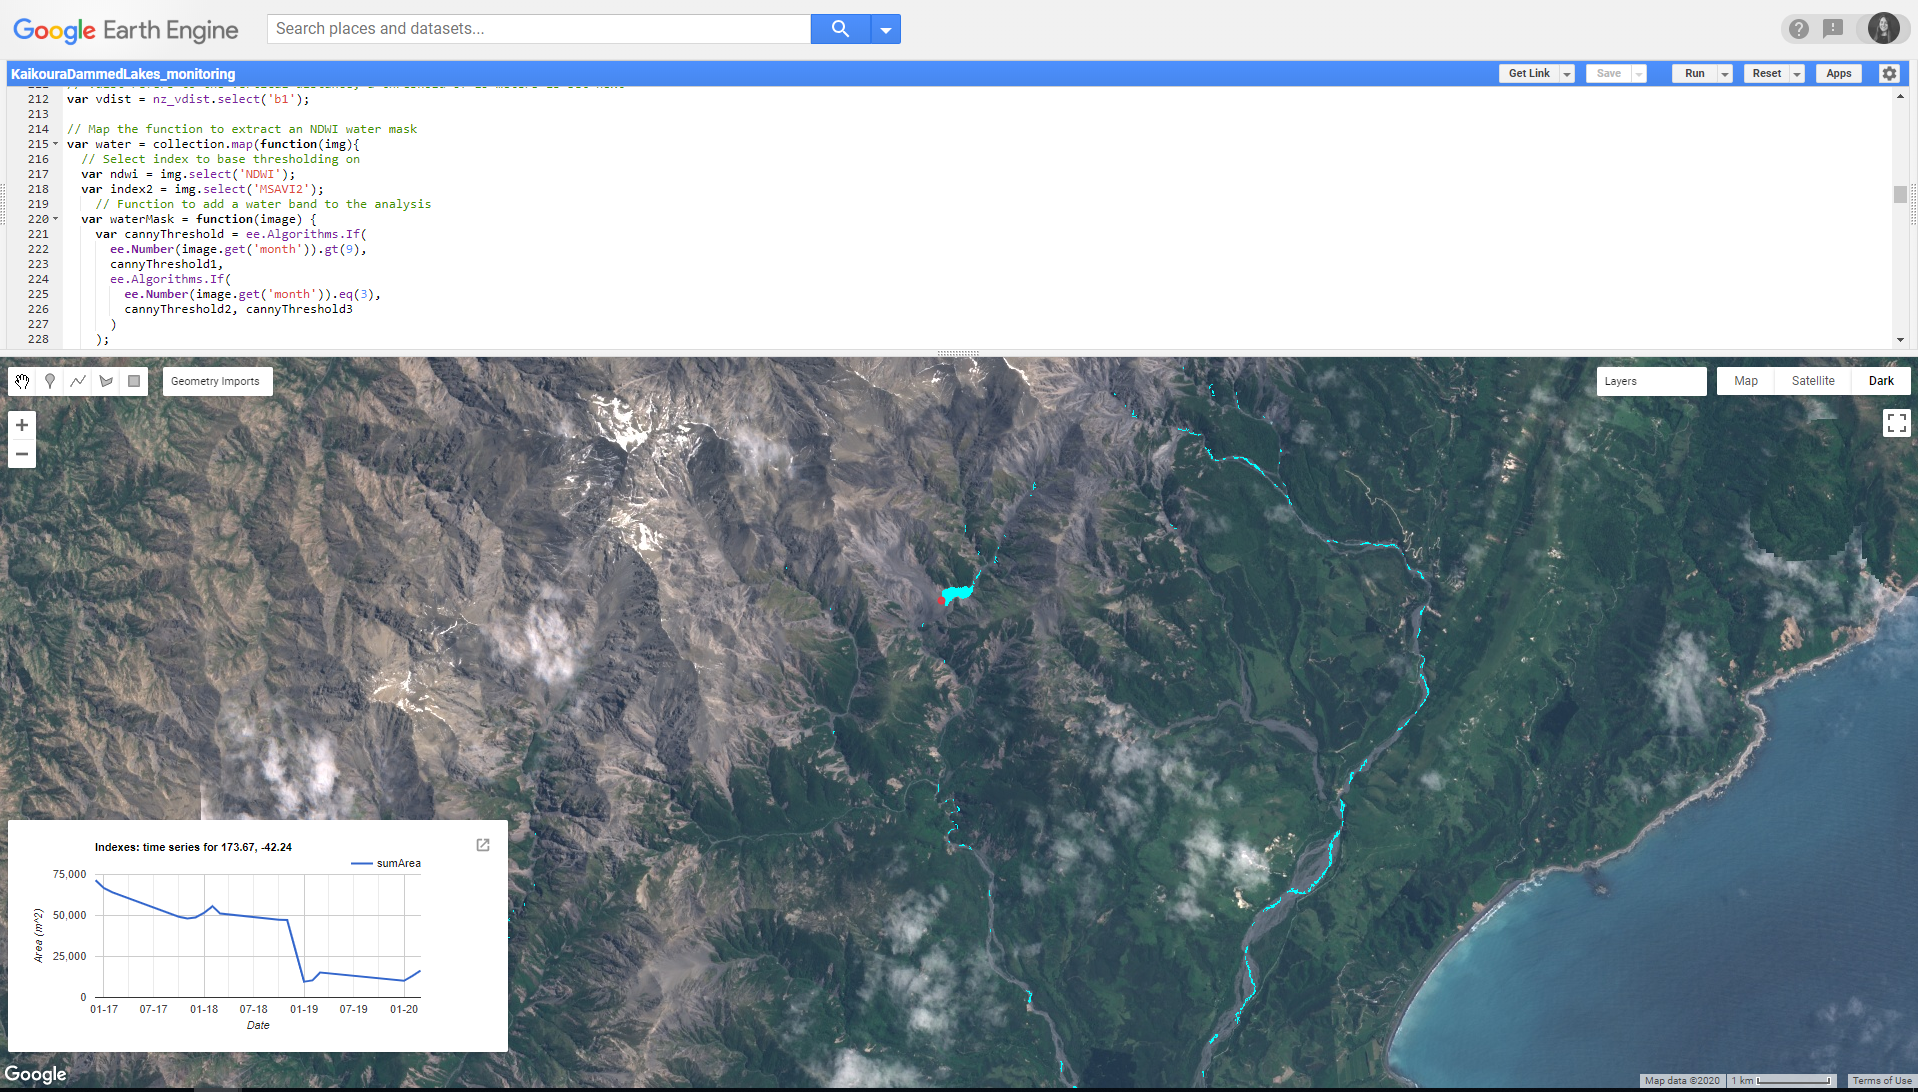 Google Earth Engine
Search places and datasets...
KaikouraDammedLakes_monitoring
Get Link
Save
Run
Reset
Apps
212 var vdist = nz_vdist.select('b1');
213
214 // Map the function to extract an NDWI water mask
215 var water = collection.map(function(img){
216 // Select index to base thresholding on
217 var ndwi = img.select('NDWI');
218 var index2 = img.select('MSAVI2');
219 // Function to add a water band to the analysis
220 var waterMask = function(image) {
221 var cannyThreshold = ee.Algorithms.If(
222 ee.Number(image.get('month')).gt(9),
223 cannyThreshold1,
224 ee.Algorithms.If(
225 ee.Number(image.get('month')).eq(3),
226 cannyThreshold2, cannyThreshold3
227 )
228 );
Geometry Imports
Layers
Map
Satellite
Dark
+
−
Indexes: time series for 173.67, -42.24
sumArea
75,000
50,000
25,000
0
Area (m^2)
01-17 07-17 01-18 07-18 01-19 07-19 01-20
Date
Google
Map data ©2020
1 km
Terms of Use